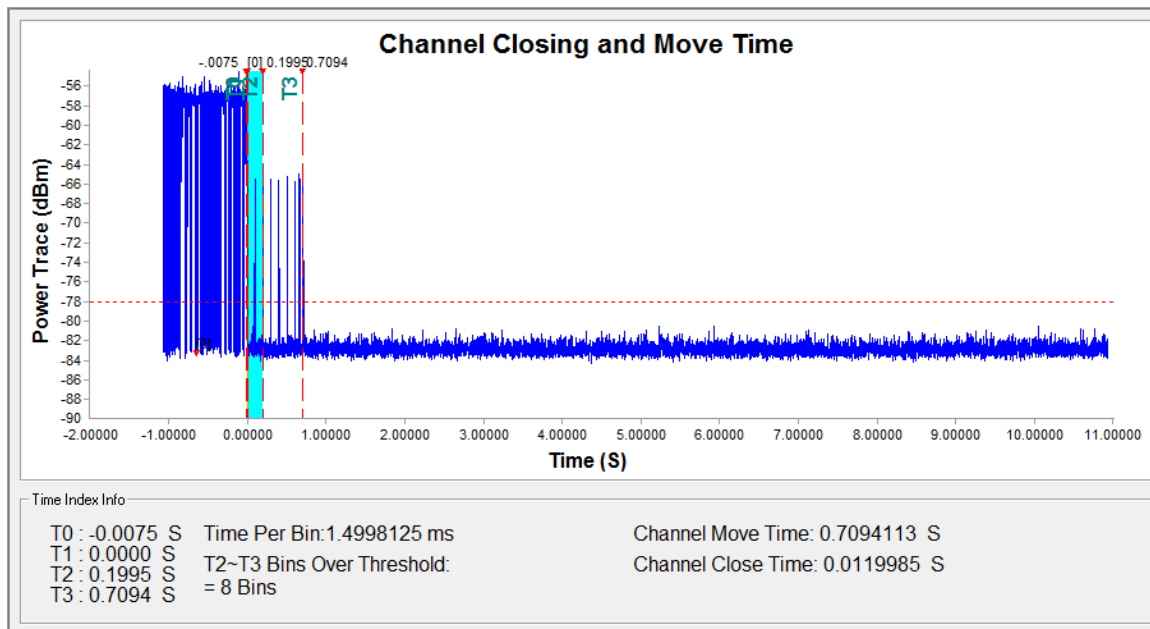 Channel Closing and Move Time
-.0075 [0] 0.1995 0.7094
T2 T3
-56
-58
-60
-62
-64
-66
-68
-70
-72
-74
-76
-78
-80
-82
-84
-86
-88
-90
Power Trace (dBm)
-2.00000 -1.00000 0.00000 1.00000 2.00000 3.00000 4.00000 5.00000 6.00000 7.00000 8.00000 9.00000 10.00000 11.00000
Time (S)
Time Index Info
T0 : -0.0075 S Time Per Bin:1.4998125 ms Channel Move Time: 0.7094113 S
T1 : 0.0000 S
T2 : 0.1995 S T2~T3 Bins Over Threshold: Channel Close Time: 0.0119985 S
T3 : 0.7094 S = 8 Bins